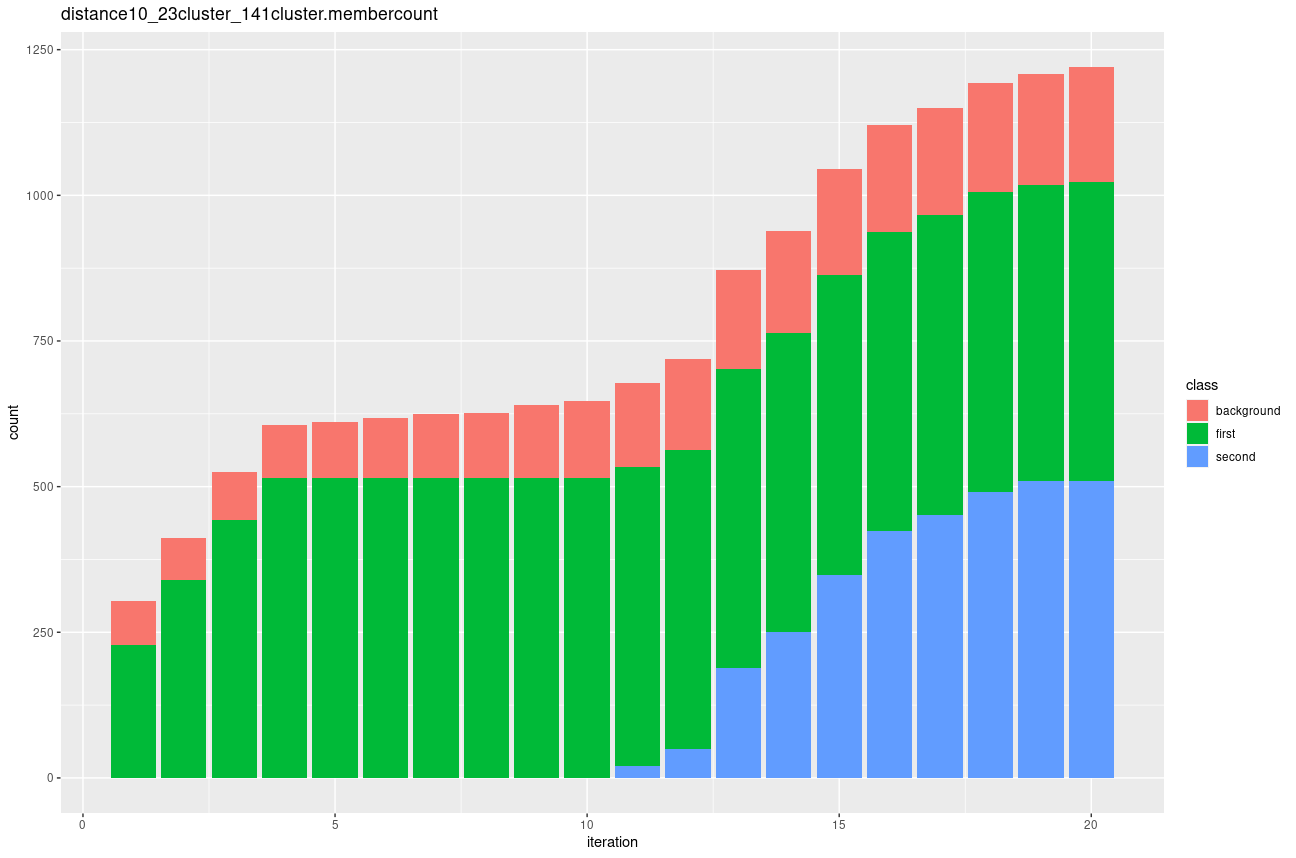 distance10_23cluster_141cluster.membercount
1250
1000
750
500
250
0
count
0 5 10 15 20
iteration
class
background
first
second